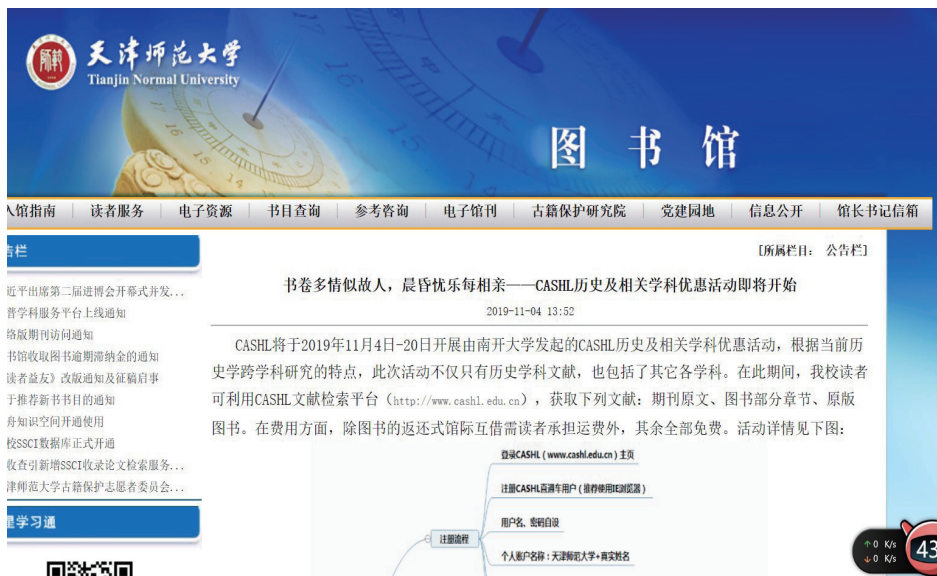 天津师范大学
Tianjin Normal University
图书馆
入馆指南 读者服务 电子资源 书目查询 参考咨询 电子馆刊 古籍保护研究院 党建园地 信息公开 馆长书记信箱
告栏
[所属栏目: 公告栏]
近平出席第二届进博会开幕式并发...
普学科服务平台上线通知
络版期刊访问通知
书馆收取图书逾期滞纳金的通知
读者益友》改版通知及征稿启事
于推荐新书书目的通知
舟知识空间开通使用
校SSCI数据库正式开通
收查引新增SSCI收录论文检索服务...
津师范大学古籍保护志愿者委员会...
星学习通
书卷多情似故人，晨昏忧乐每相亲——CASHL历史及相关学科优惠活动即将开始
2019-11-04 13:52
CASHL将于2019年11月4日-20日开展由南开大学发起的CASHL历史及相关学科优惠活动，根据当前历
史学跨学科研究的特点，此次活动不仅只有历史学科文献，也包括了其它各学科。在此期间，我校读者
可利用CASHL文献检索平台（http://www.cashl.edu.cn），获取下列文献：期刊原文、图书部分章节、原版
图书。在费用方面，除图书的返还式馆际互借需读者承担运费外，其余全部免费。活动详情见下图：
登录CASHL（www.cashl.edu.cn）主页
注册CASHL直通车用户（推荐使用IE浏览器）
用户名、密码自设
注册流程
个人账户名称：天津师范大学+真实姓名
↑0 K/s
↓0 K/s
43